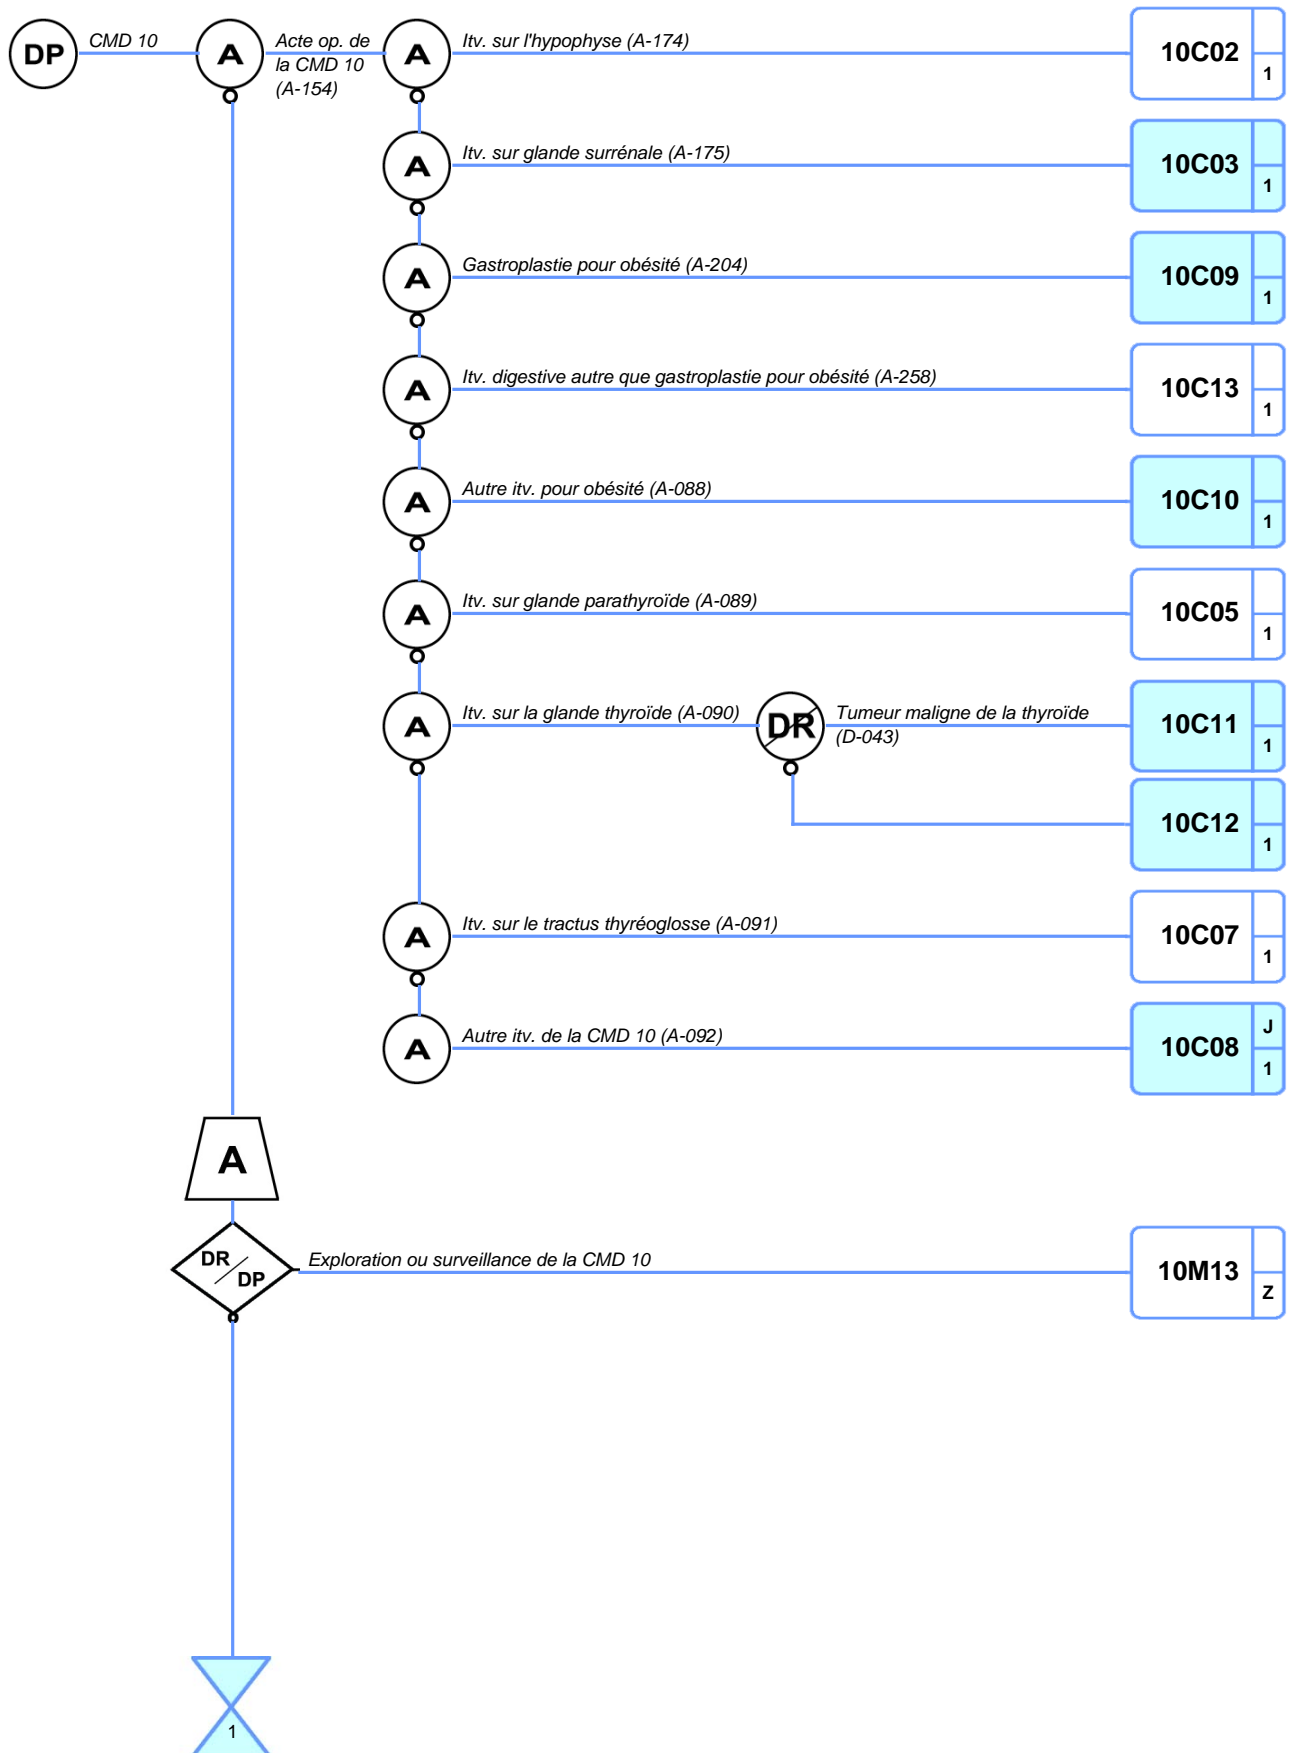 DP
CMD 10
A
Acte op. de
la CMD 10
(A-154)
A
Itv. sur l'hypophyse (A-174)
10C02
1
A
Itv. sur glande surrénale (A-175)
10C03
1
A
Gastroplastie pour obésité (A-204)
10C09
1
A
Itv. digestive autre que gastroplastie pour obésité (A-258)
10C13
1
A
Autre itv. pour obésité (A-088)
10C10
1
A
Itv. sur glande parathyroïde (A-089)
10C05
1
A
Itv. sur la glande thyroïde (A-090)
DR
Tumeur maligne de la thyroïde
(D-043)
10C11
1
10C12
1
A
Itv. sur le tractus thyréoglosse (A-091)
10C07
1
A
Autre itv. de la CMD 10 (A-092)
10C08
J
1
A
DR
DP
Exploration ou surveillance de la CMD 10
10M13
Z
1